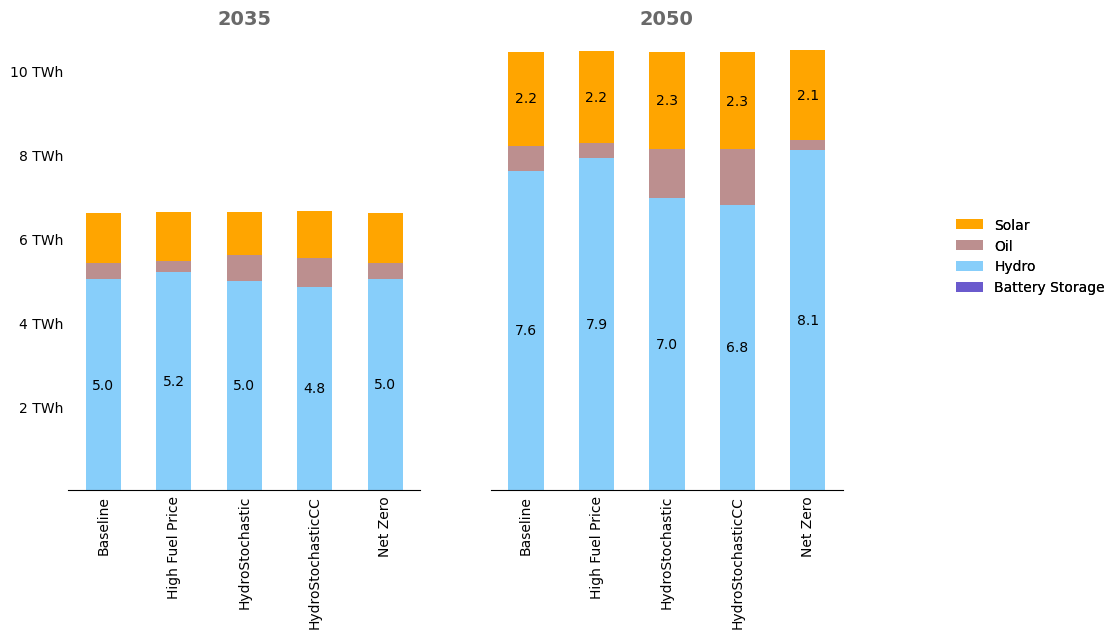 2035
2050
10 TWh
8 TWh
6 TWh
4 TWh
2 TWh
5.0
5.2
5.0
4.8
5.0
2.2
2.2
2.3
2.3
2.1
7.6
7.9
7.0
6.8
8.1
Baseline
High Fuel Price
HydroStochastic
HydroStochasticCC
Net Zero
Baseline
High Fuel Price
HydroStochastic
HydroStochasticCC
Net Zero
Solar
Oil
Hydro
Battery Storage